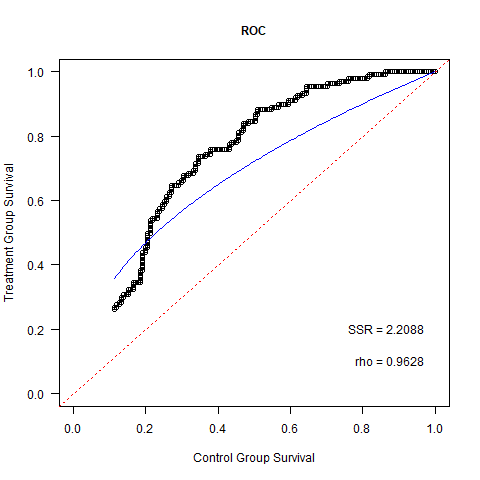 ROC
Treatment Group Survival
1.0
0.8
0.6
0.4
0.2
0.0
SSR = 2.2088
rho = 0.9628
0.0 0.2 0.4 0.6 0.8 1.0
Control Group Survival